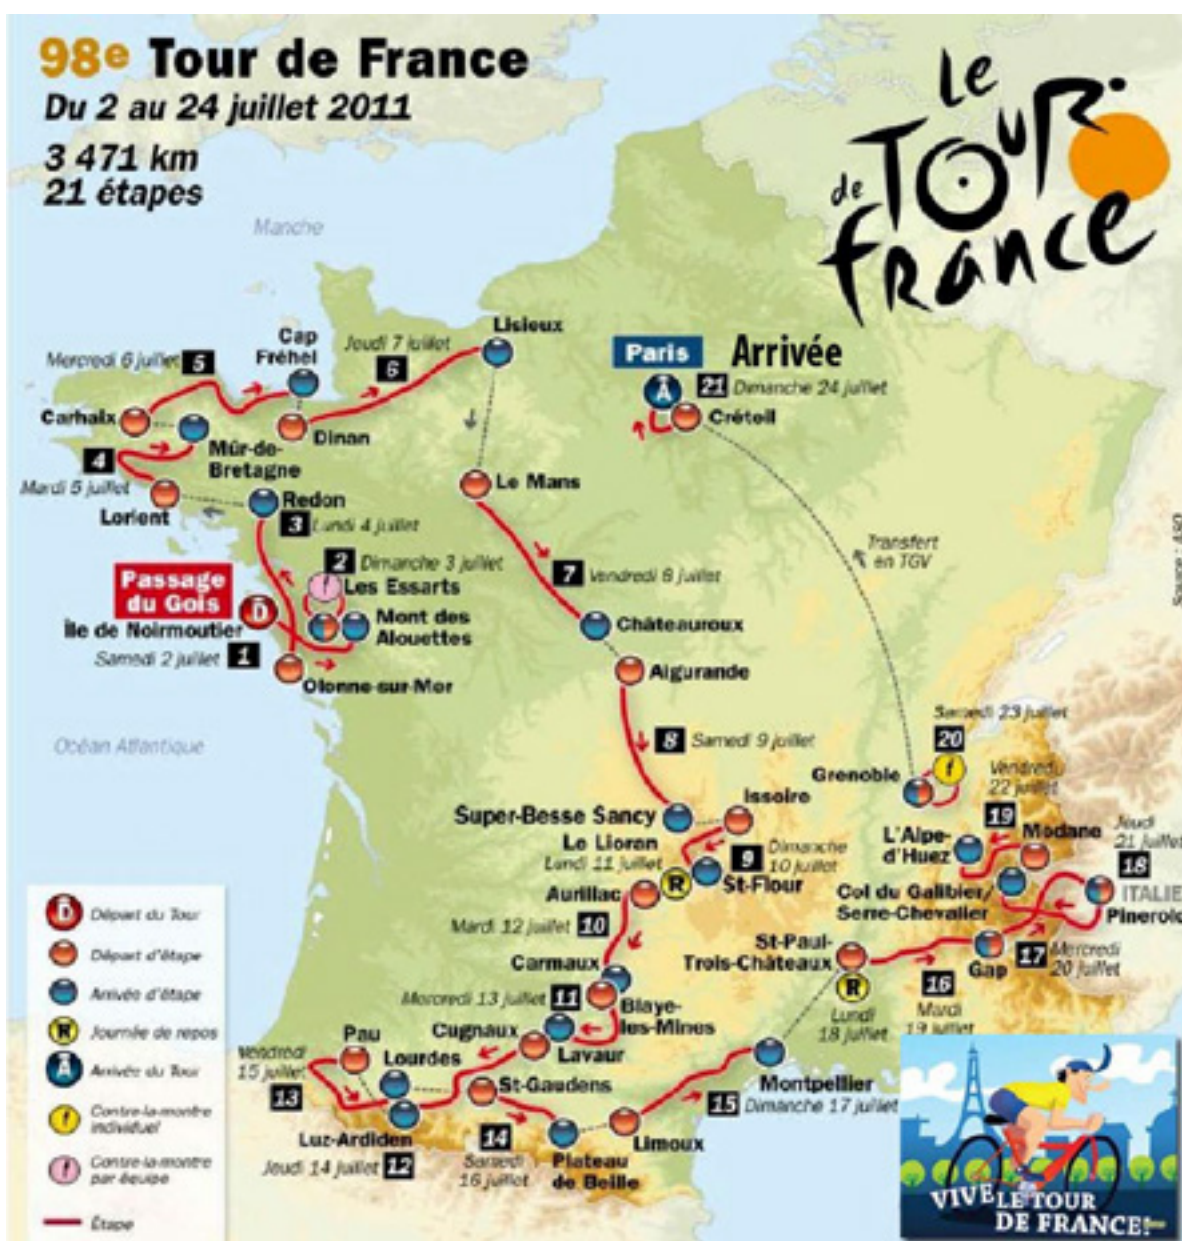 98e Tour de France
Du 2 au 24 juillet 2011
3 471 km
21 étapes
Le
TOUR
de
france
Manche
Lisieux
Cap
Fréhel
Jeudi 7 juillet
6
Mercredi 6 juillet 5
Paris Arrivée
A 21 Dimanche 24 juillet
Créteil
Carhaix
Dinan
Mûr-de-
Bretagne
4
Mardi 5 juillet
Lorient
Redon
3 Lundi 4 juillet
Le Mans
Transfert
en TGV
2 Dimanche 3 juillet
Les Essarts
7 Vendredi 8 juillet
Passage
du Gois
D
Île de Noirmoutier
Mont des
Alouettes
Samedi 2 juillet 1
Olonne-sur-Mer
Châteauroux
Aigurande
Source : ASO
Océan Atlantique
8 Samedi 9 juillet
Samedi 23 juillet
20
Grenoble
Vendredi
22 juillet
19
Issoire
Super-Besse Sancy
Le Lioran
Lundi 11 juillet
9 Dimanche
10 juillet
R
St-Flour
Aurillac
L'Alpe-
d'Huez
Modane
Jeudi
21 juillet
18
ITALIE
Pinerolo
Col du Galibier/
Serre-Chevalier
Mardi 12 juillet 10
St-Paul-
Trois-Châteaux
R
Lundi
18 juillet
Gap
17 Mercredi
20 juillet
16
Mardi
19 juillet
Carmaux
Mercredi 13 juillet 11
Blaye-
les-Mines
Cugnaux
Lavaur
Pau
Lourdes
St-Gaudens
Vendredi
15 juillet
13
Luz-Ardiden
Jeudi 14 juillet 12
14
Samedi
16 juillet
Plateau
de Beille
Limoux
Montpellier
15 Dimanche 17 juillet
D Départ du Tour
Départ d'étape
Arrivée d'étape
R Journée de repos
A Arrivée du Tour
Contre-la-montre
individuel
Contre-la-montre
par équipe
Étape
VIVE LE TOUR
DE FRANCE!